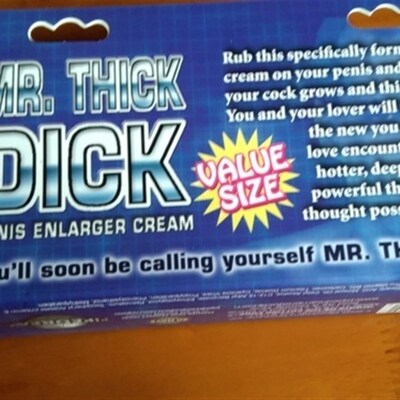 MR. THICK
DICK
NIS ENLARGER CREAM
VALUE
SIZE
Rub this specifically form
cream on your penis and
your cock grows and thi
You and your lover will
the new you
love encount
hotter, deep
powerful th
thought poss
u'll soon be calling yourself MR. TH